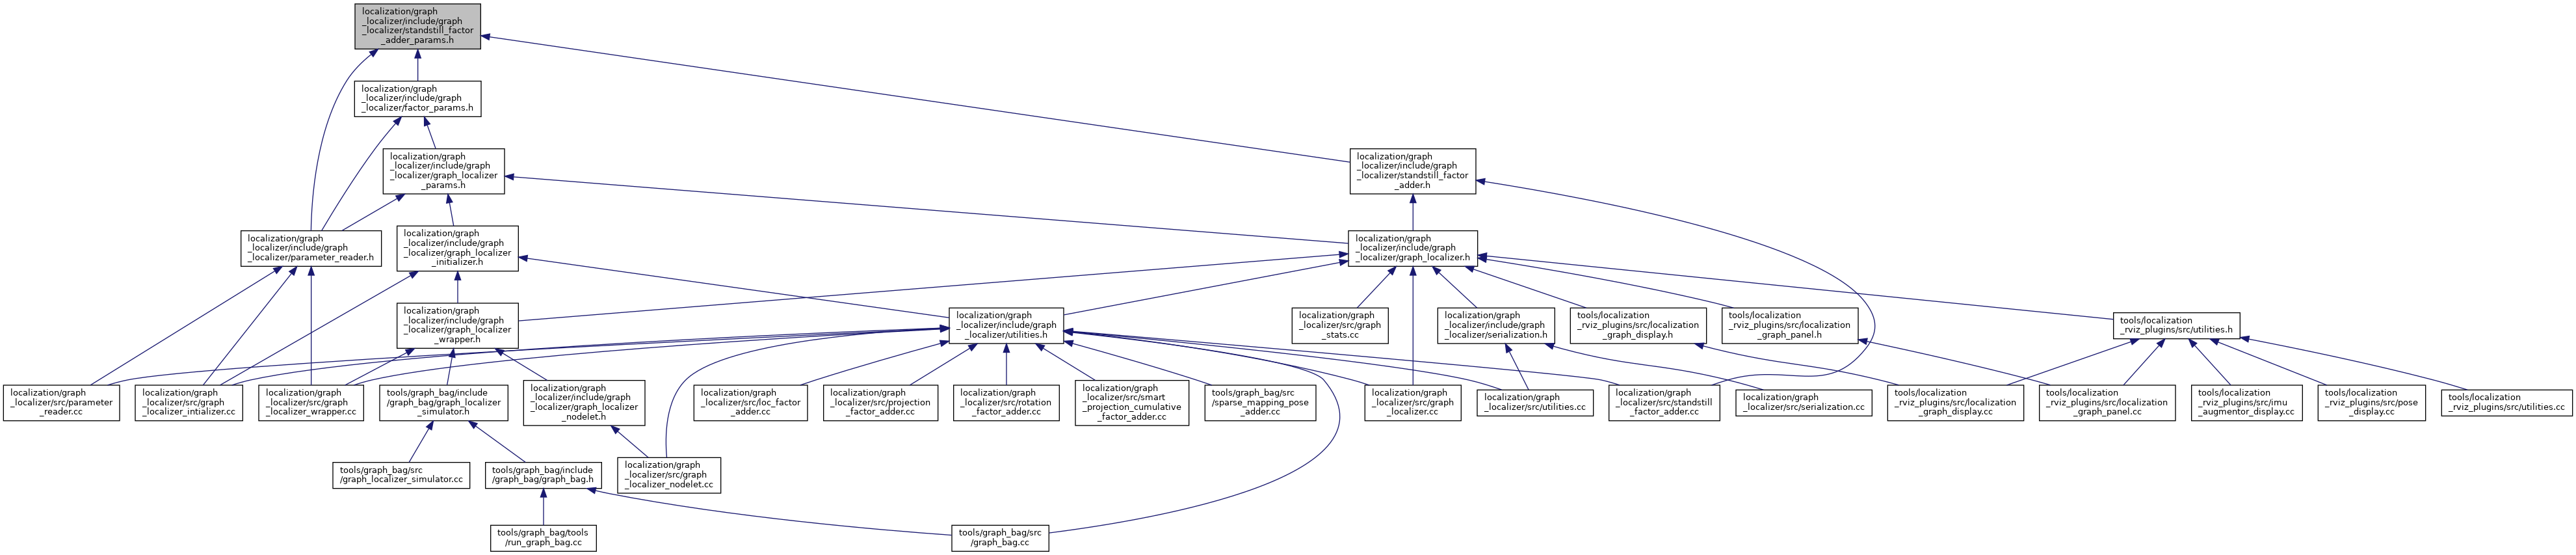 localization/graph
_localizer/include/graph
_localizer/standstill_factor
_adder_params.h
localization/graph
_localizer/include/graph
_localizer/factor_params.h
localization/graph
_localizer/include/graph
_localizer/graph_localizer
_params.h
localization/graph
_localizer/include/graph
_localizer/standstill_factor
_adder.h
localization/graph
_localizer/include/graph
_localizer/parameter_reader.h
localization/graph
_localizer/include/graph
_localizer/graph_localizer
_initializer.h
localization/graph
_localizer/include/graph
_localizer/graph_localizer.h
localization/graph
_localizer/include/graph
_localizer/graph_localizer
_wrapper.h
localization/graph
_localizer/include/graph
_localizer/utilities.h
localization/graph
_localizer/src/graph
_stats.cc
localization/graph
_localizer/include/graph
_localizer/serialization.h
tools/localization
_rviz_plugins/src/localization
_graph_display.h
tools/localization
_rviz_plugins/src/localization
_graph_panel.h
tools/localization
_rviz_plugins/src/utilities.h
localization/graph
_localizer/src/parameter
_reader.cc
localization/graph
_localizer/src/graph
_localizer_intializer.cc
localization/graph
_localizer/src/graph
_localizer_wrapper.cc
tools/graph_bag/include
/graph_bag/graph_localizer
_simulator.h
localization/graph
_localizer/include/graph
_localizer/graph_localizer
_nodelet.h
localization/graph
_localizer/src/loc_factor
_adder.cc
localization/graph
_localizer/src/projection
_factor_adder.cc
localization/graph
_localizer/src/rotation
_factor_adder.cc
localization/graph
_localizer/src/smart
_projection_cumulative
_factor_adder.cc
tools/graph_bag/src
/sparse_mapping_pose
_adder.cc
localization/graph
_localizer/src/graph
_localizer.cc
localization/graph
_localizer/src/utilities.cc
localization/graph
_localizer/src/standstill
_factor_adder.cc
localization/graph
_localizer/src/serialization.cc
tools/localization
_rviz_plugins/src/localization
_graph_display.cc
tools/localization
_rviz_plugins/src/localization
_graph_panel.cc
tools/localization
_rviz_plugins/src/imu
_augmentor_display.cc
tools/localization
_rviz_plugins/src/pose
_display.cc
tools/localization
_rviz_plugins/src/utilities.cc
tools/graph_bag/src
/graph_localizer_simulator.cc
tools/graph_bag/include
/graph_bag/graph_bag.h
localization/graph
_localizer/src/graph
_localizer_nodelet.cc
tools/graph_bag/tools
/run_graph_bag.cc
tools/graph_bag/src
/graph_bag.cc